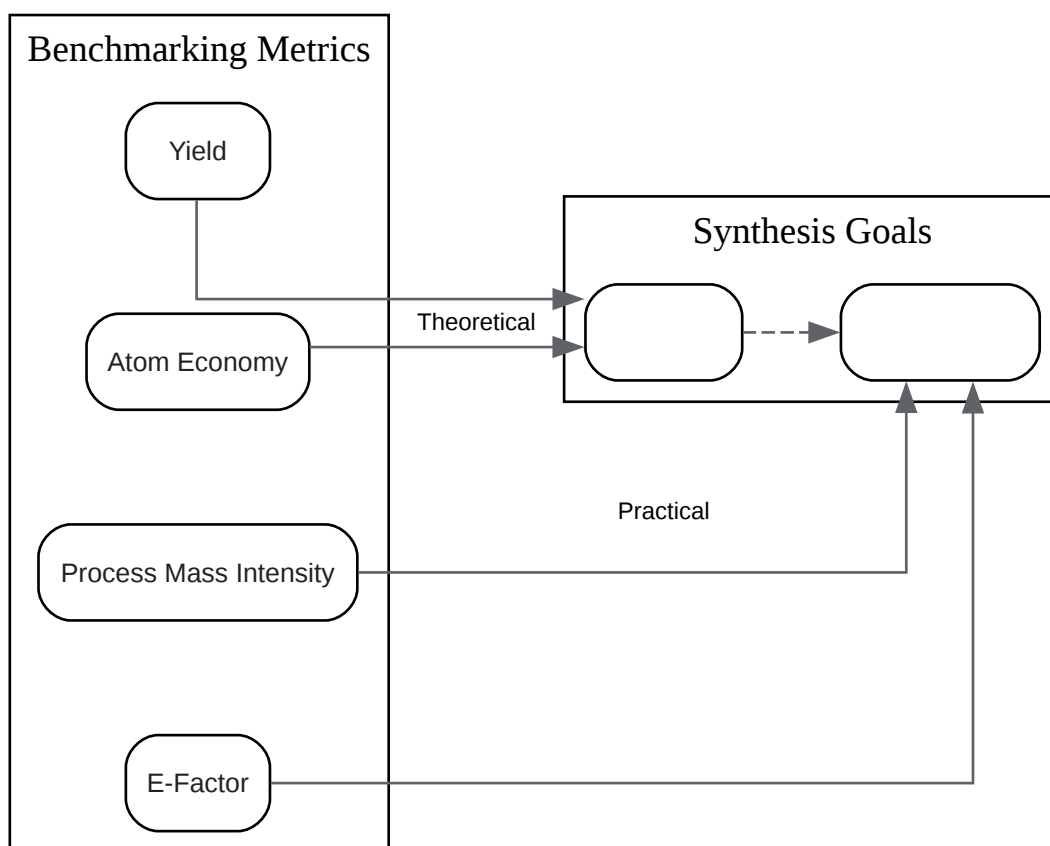 Benchmarking Metrics
Yield
Synthesis Goals
Theoretical
Atom Economy
Practical
Process Mass Intensity
E-Factor